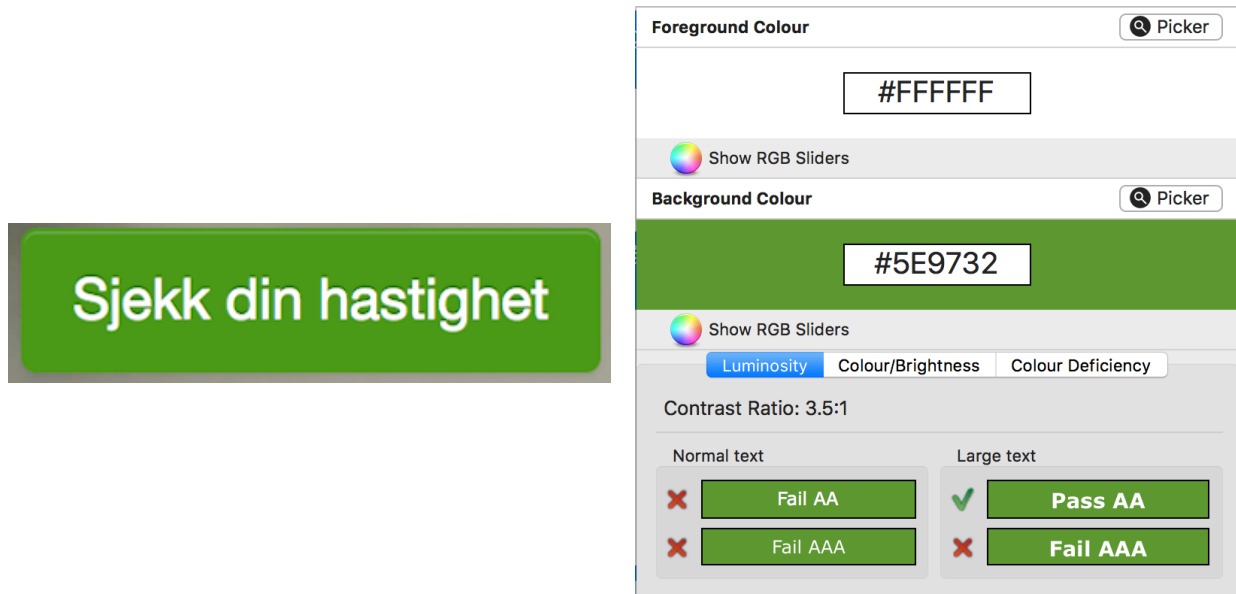 Sjekk din hastighet
Foreground Colour
Picker
#FFFFFF
Show RGB Sliders
Background Colour
Picker
#5E9732
Show RGB Sliders
Luminosity Colour/Brightness Colour Deficiency
Contrast Ratio: 3.5:1
Normal text
Fail AA
Fail AAA
Large text
Pass AA
Fail AAA